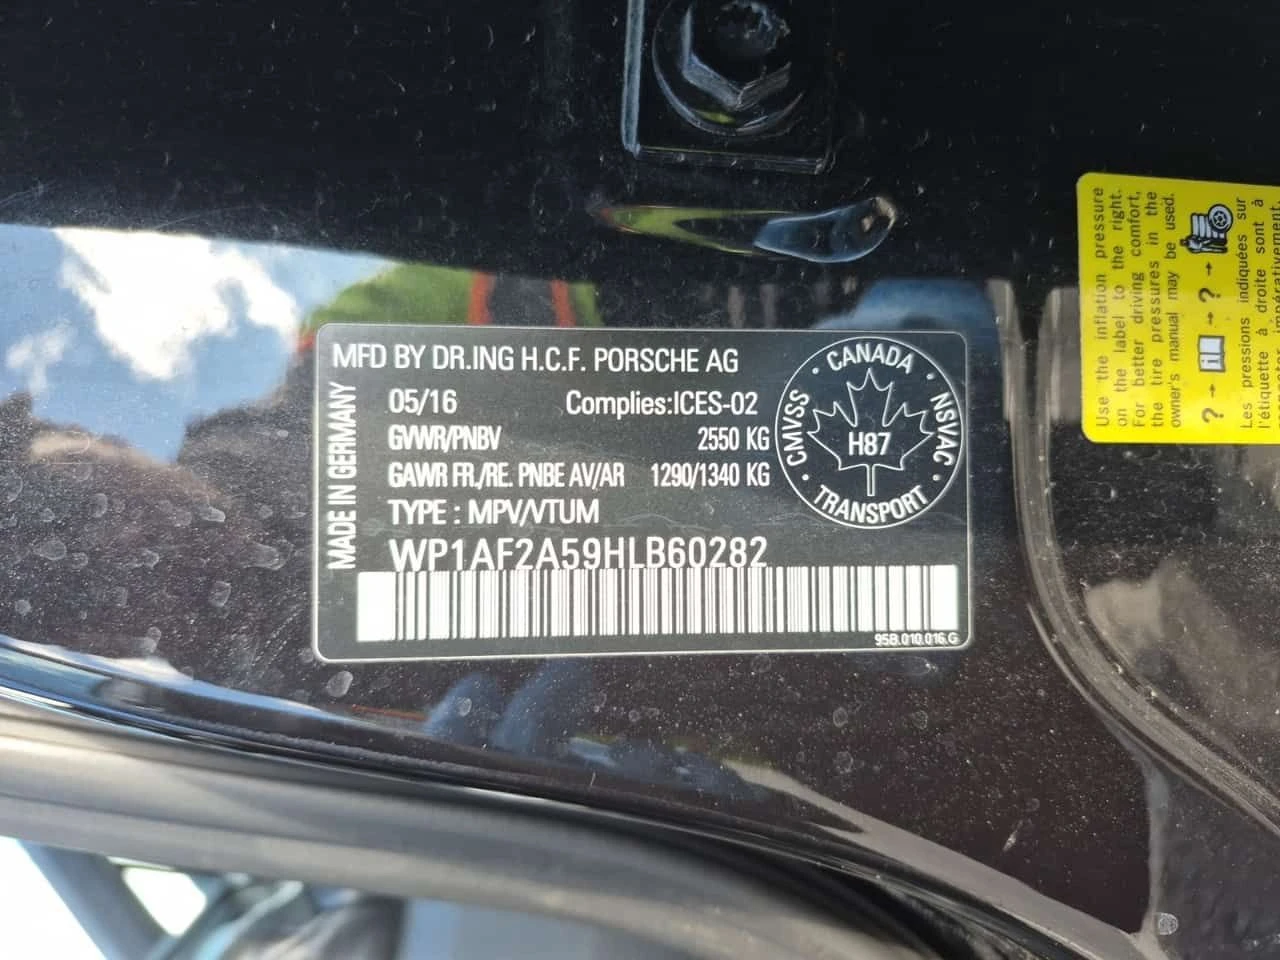 MFD BY DR.ING H.C.F. PORSCHE AG
05/16 Complies:ICES-02
GVWR/PNBV 2550 KG
GAWR FR./RE. PNBE AV/AR 1290/1340 KG
TYPE : MPV/VTUM
WP1AF2A59HLB60282
95B.010.016.G
MADE IN GERMANY
CANADA
CMVSS
NSVAC
H87
TRANSPORT
Use the inflation pressure
on the label to the right.
For better driving comfort,
the tire pressures in the
owner's manual may be used.
? → → ? →
Les pressions indiquées sur
l'étiquette à droite sont à